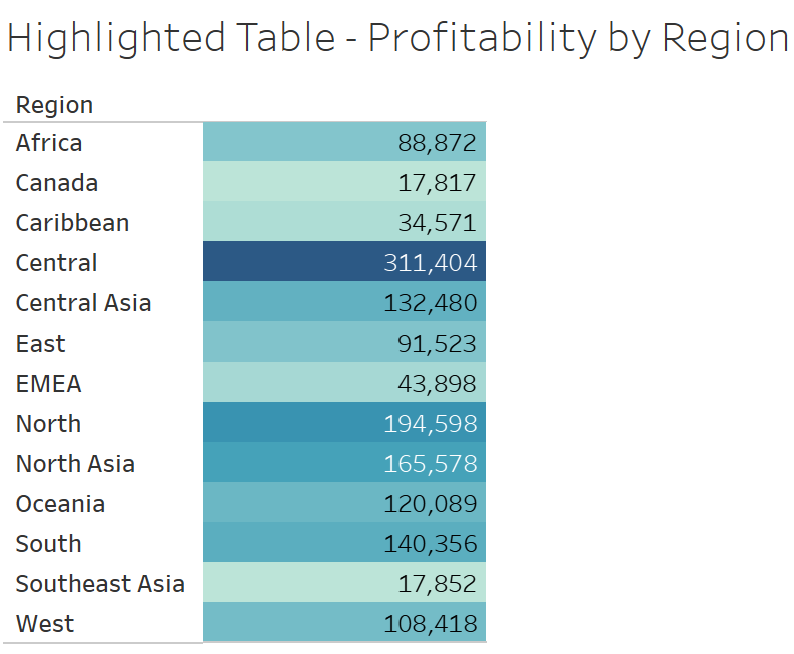 Highlighted Table - Profitability by Region
Region
Africa 88,872
Canada 17,817
Caribbean 34,571
Central 311,404
Central Asia 132,480
East 91,523
EMEA 43,898
North 194,598
North Asia 165,578
Oceania 120,089
South 140,356
Southeast Asia 17,852
West 108,418